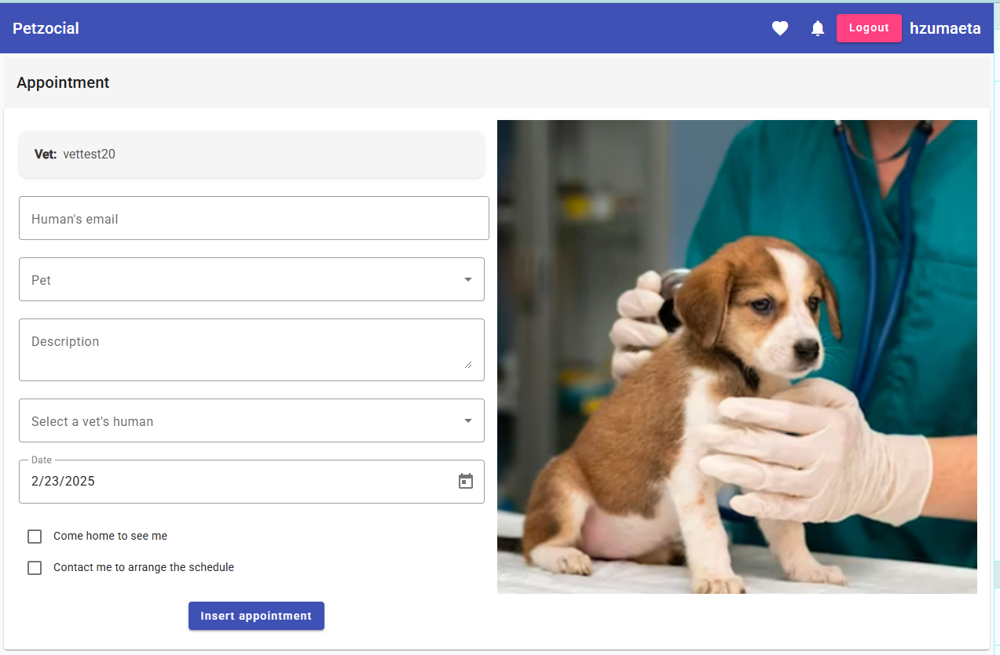 Petzocial
Logout
hzumaeta
Appointment
Vet: vettest20
Human's email
Pet
Description
Select a vet's human
Date
2/23/2025
Come home to see me
Contact me to arrange the schedule
Insert appointment